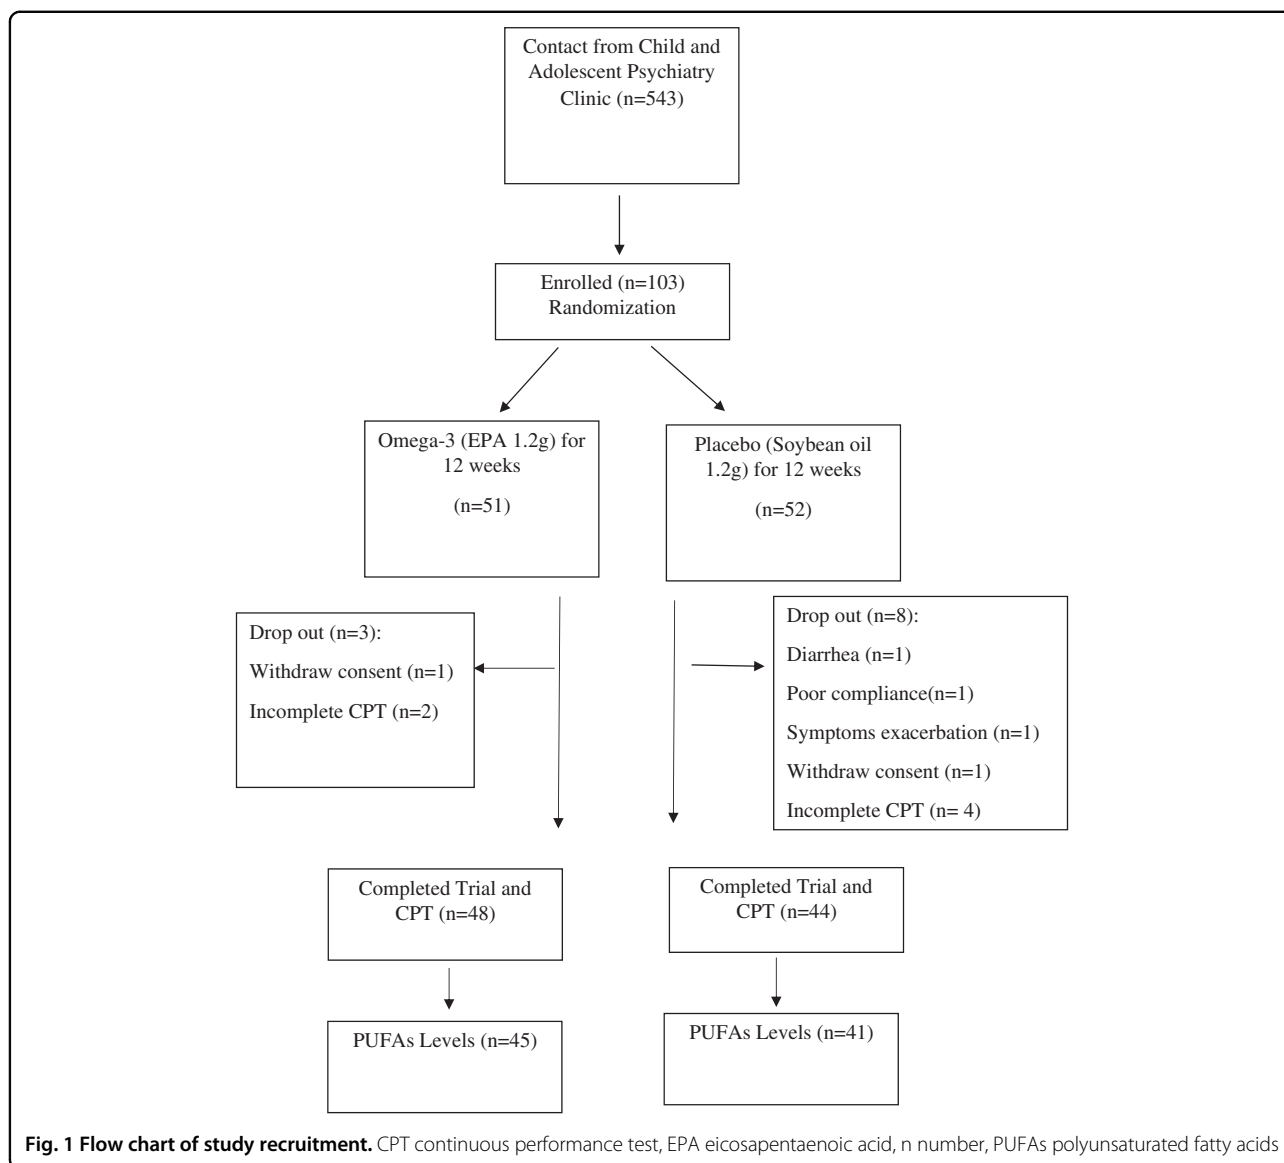 Contact from Child and
Adolescent Psychiatry
Clinic (n=543)
Enrolled (n=103)
Randomization
Omega-3 (EPA 1.2g) for
12 weeks
(n=51)
Placebo (Soybean oil
1.2g) for 12 weeks
(n=52)
Drop out (n=3):
Withdraw consent (n=1)
Incomplete CPT (n=2)
Drop out (n=8):
Diarrhea (n=1)
Poor compliance(n=1)
Symptoms exacerbation (n=1)
Withdraw consent (n=1)
Incomplete CPT (n= 4)
Completed Trial and
CPT (n=48)
Completed Trial and
CPT (n=44)
PUFAs Levels (n=45)
PUFAs Levels (n=41)
Fig. 1 Flow chart of study recruitment. CPT continuous performance test, EPA eicosapentaenoic acid, n number, PUFAs polyunsaturated fatty acids